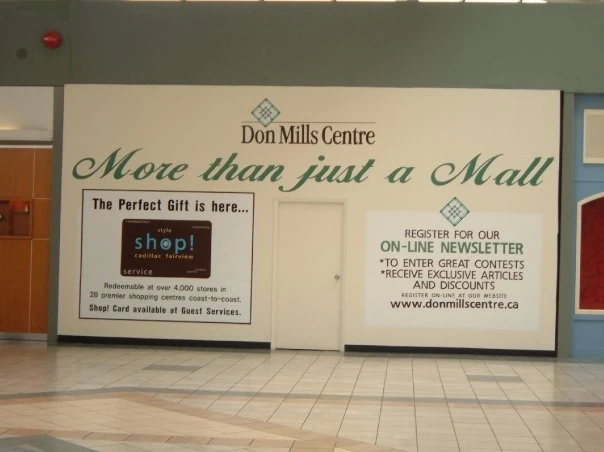 Don Mills Centre
More than just a Mall
The Perfect Gift is here...
style
shop!
cadillac fairview
service
Redeemable at over 4,000 stores in
28 premier shopping centres coast-to-coast.
Shop! Card available at Guest Services.
REGISTER FOR OUR
ON-LINE NEWSLETTER
*TO ENTER GREAT CONTESTS
*RECEIVE EXCLUSIVE ARTICLES
AND DISCOUNTS
REGISTER ON-LINE AT OUR WEBSITE
www.donmillscentre.ca